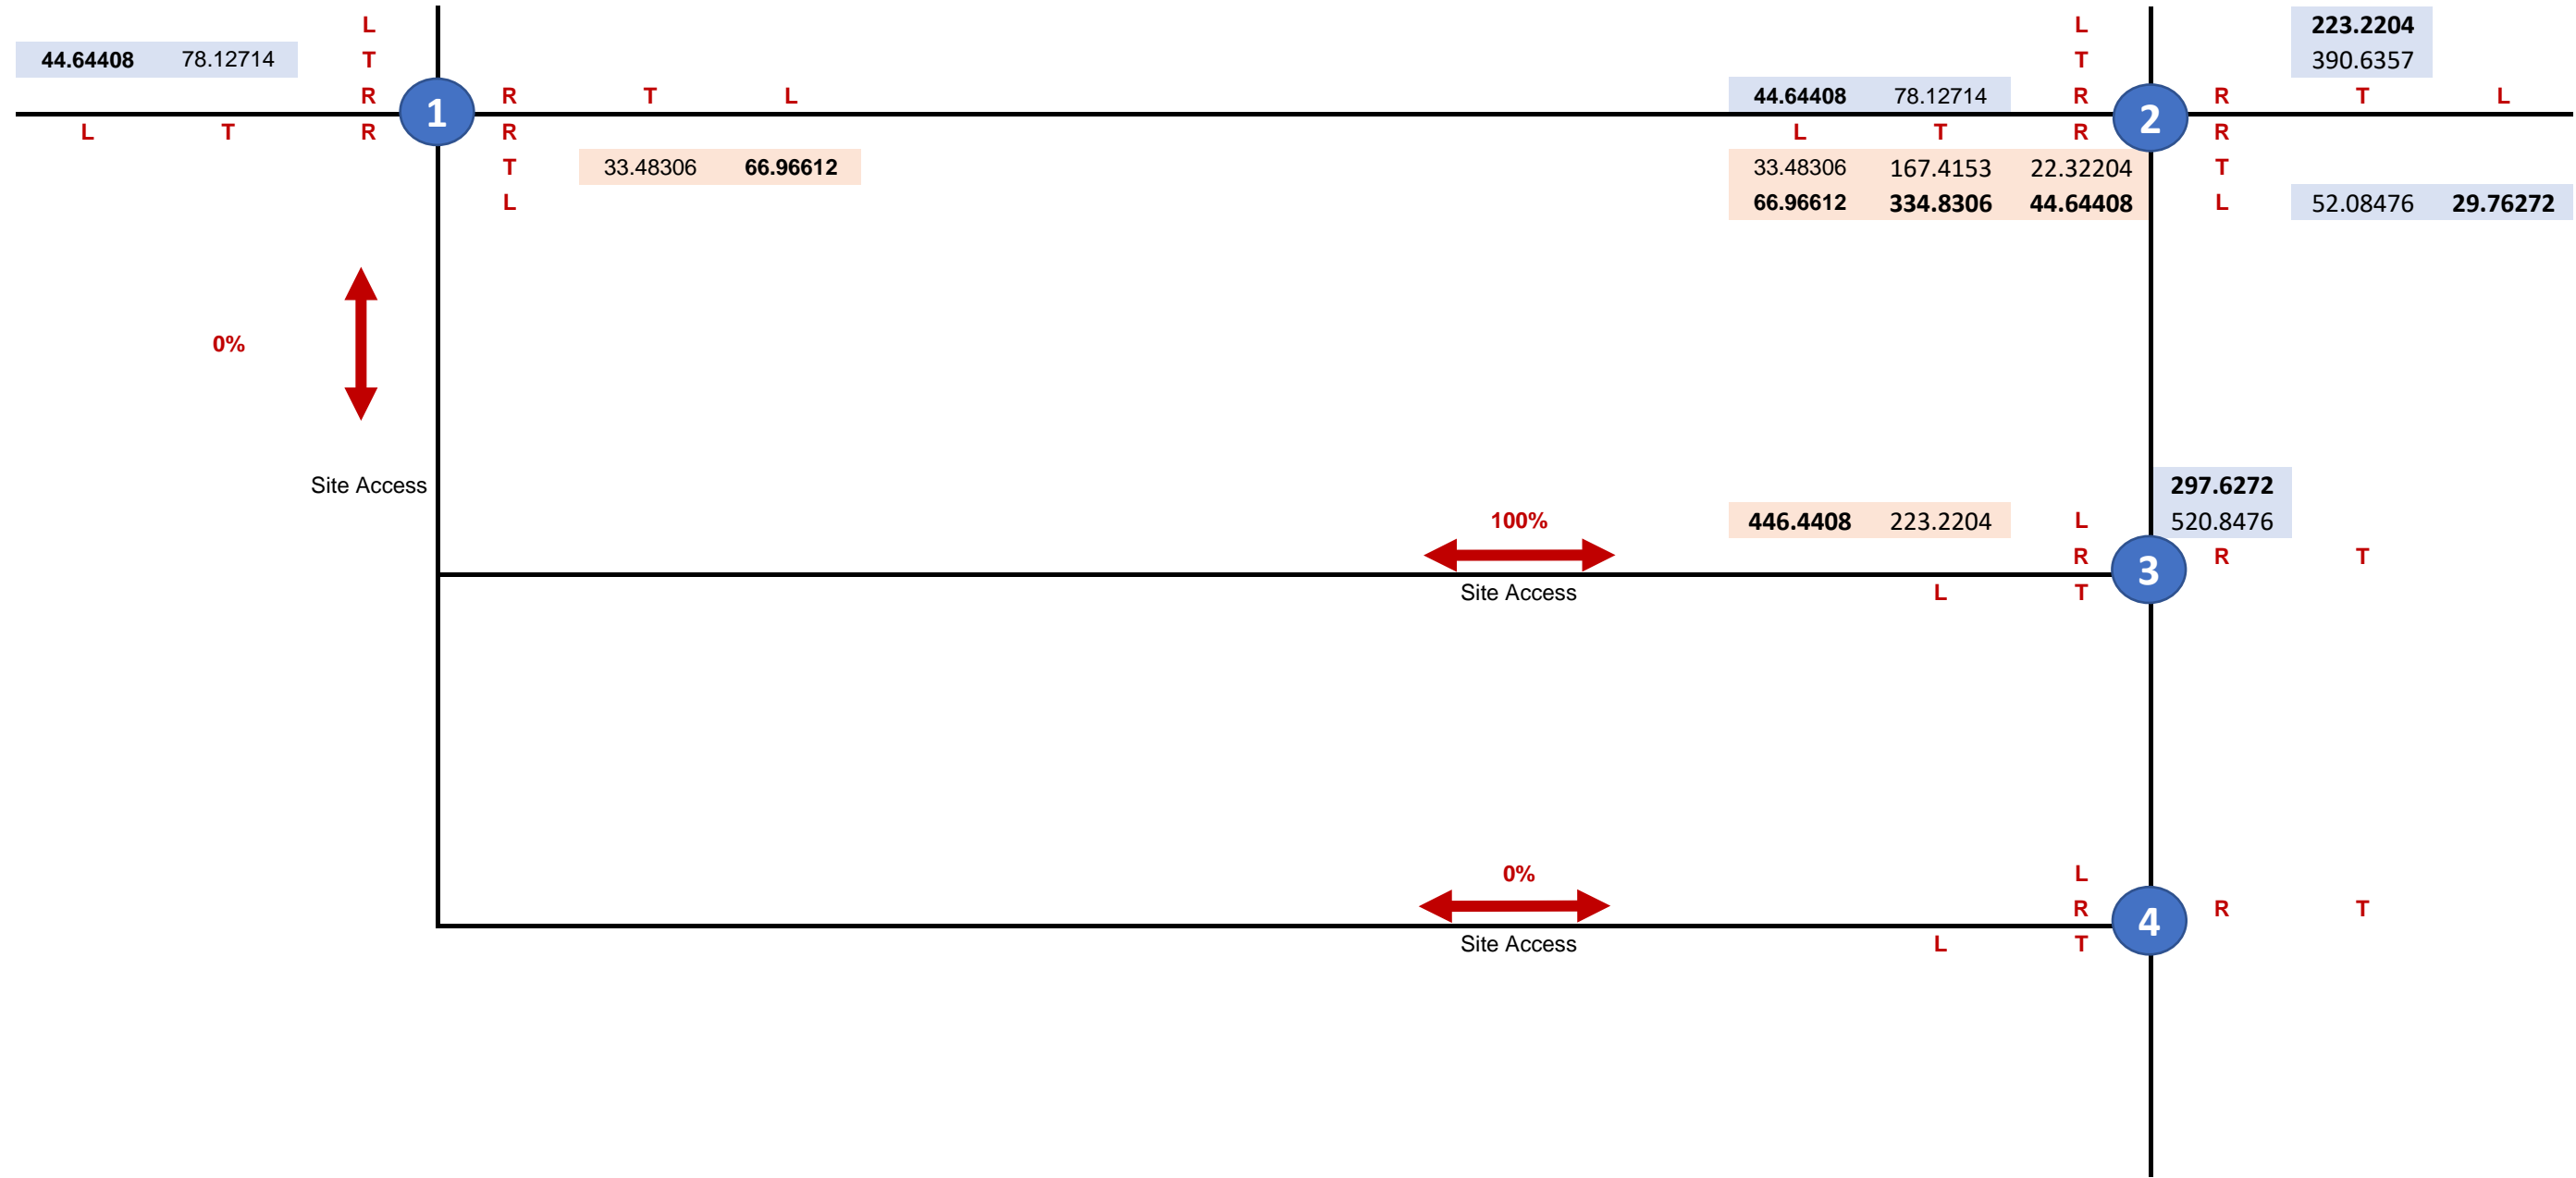 L L 223.2204
44.64408 78.12714 T T 390.6357
R 1 R T L 44.64408 78.12714 R 2 R T L
L T R R L T R R
T 33.48306 66.96612 33.48306 167.4153 22.32204 T
L 66.96612 334.8306 44.64408 L 52.08476 29.76272
0%
Site Access 297.6272
100% 446.4408 223.2204 L 520.8476
R 3 R T
Site Access L T
0% L
R 4 R T
Site Access L T